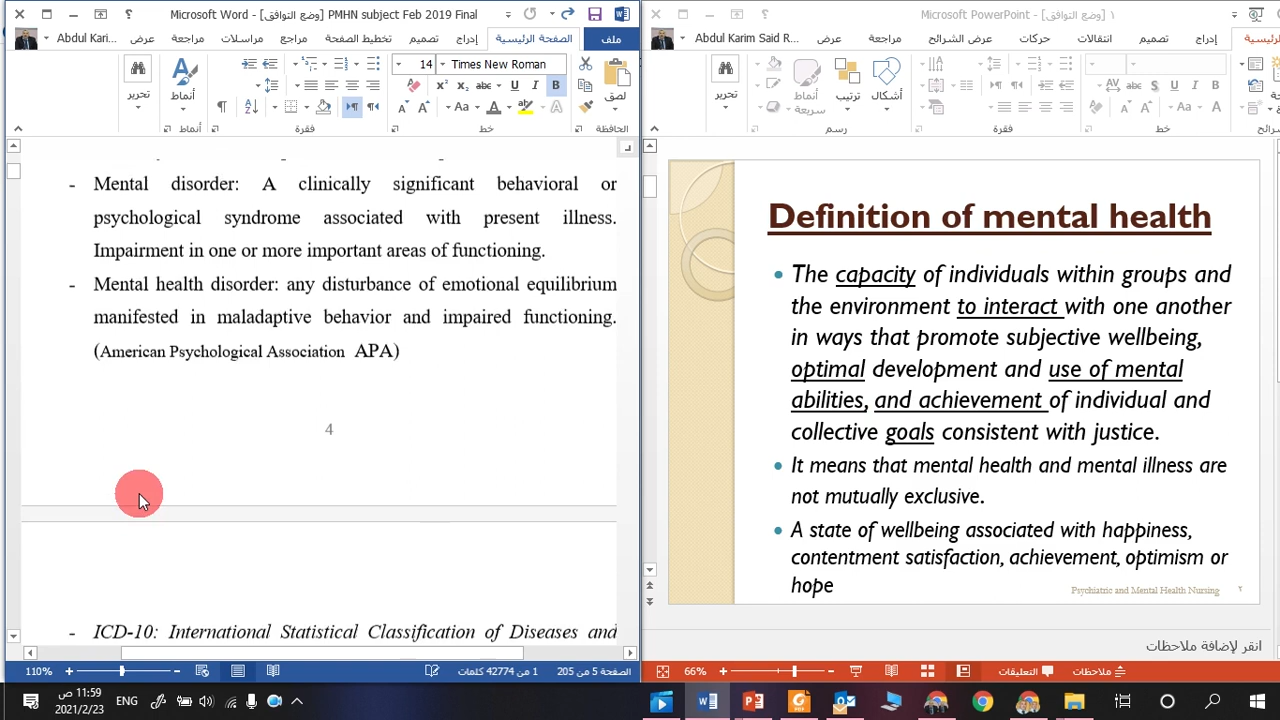 Microsoft Word - [وضع التوافق] PMHN subject Feb 2019 Final
Abdul Kari...
عرض
مراجعة
مراسلات
مراجع
تخطيط الصفحة
تصميم
إدراج
الصفحة الرئيسية
ملف
14
Times New Roman
تحرير
أنماط
لصق
أنماط
فقرة
خط
الحافظة
- Mental disorder: A clinically significant behavioral or
psychological syndrome associated with present illness.
Impairment in one or more important areas of functioning.
- Mental health disorder: any disturbance of emotional equilibrium
manifested in maladaptive behavior and impaired functioning.
(American Psychological Association APA)
4
- ICD-10: International Statistical Classification of Diseases and
110%
1 من 42774 كلمات
الصفحة 5 من 205
Microsoft PowerPoint - [وضع التوافق] ١
Abdul Karim Said R...
عرض
مراجعة
عرض الشرائح
حركات
انتقالات
تصميم
إدراج
الرئيسية
تحرير
أنماط سريعة
ترتيب
أشكال
رسم
فقرة
خط
Definition of mental health
• The capacity of individuals within groups and
the environment to interact with one another
in ways that promote subjective wellbeing,
optimal development and use of mental
abilities, and achievement of individual and
collective goals consistent with justice.
• It means that mental health and mental illness are
not mutually exclusive.
• A state of wellbeing associated with happiness,
contentment satisfaction, achievement, optimism or
hope
Psychiatric and Mental Health Nursing ٢
انقر لإضافة ملاحظات
66%
التعليقات
ملاحظات
11:59 ص
2021/2/23
ENG